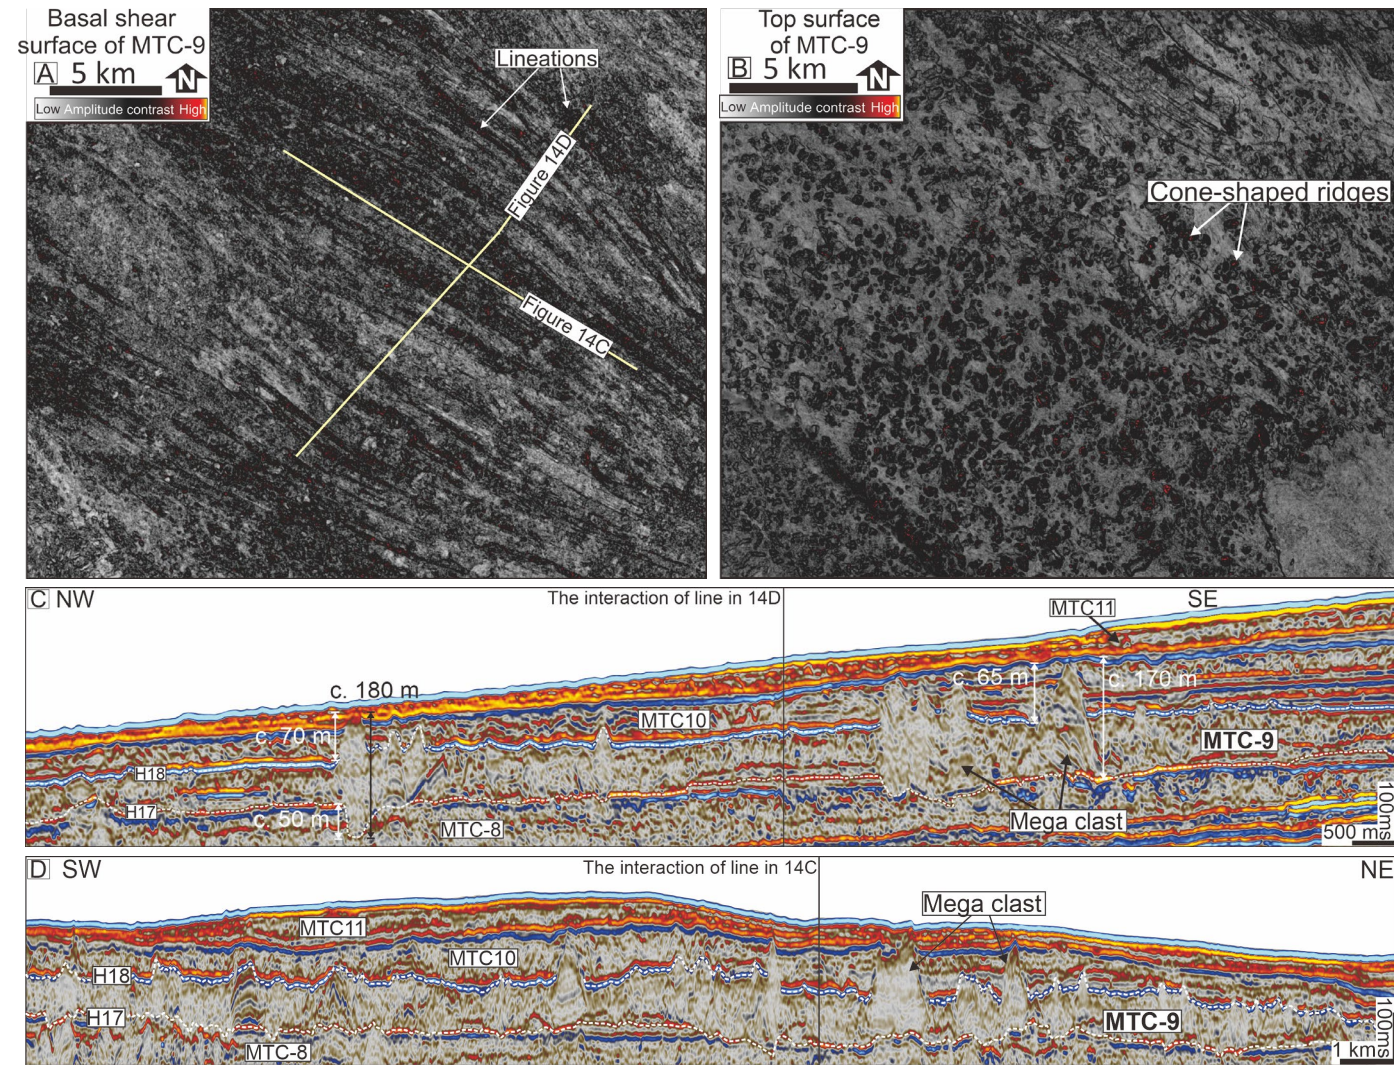 Basal shear
surface of MTC-9
A 5 km N
Low Amplitude contrast High
Lineations
Figure 14D
Figure 14C
Top surface
of MTC-9
B 5 km N
Low Amplitude contrast High
Cone-shaped ridges
C NW
The interaction of line in 14D
SE
MTC11
c. 180 m
c. 65 m
c. 170 m
c. 70 m
MTC10
MTC-9
H18
H17
c. 50 m
MTC-8
Mega clast
100ms
500 m
D SW
The interaction of line in 14C
NE
Mega clast
MTC11
MTC10
H18
H17
MTC-9
MTC-8
100ms
1 km